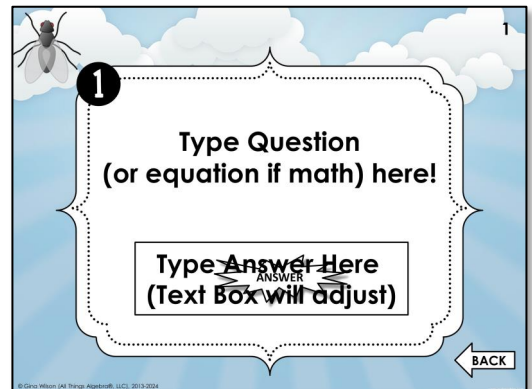 1
1
Type Question
(or equation if math) here!
Type Answer Here
ANSWER
(Text Box will adjust)
BACK
© Gina Wilson (All Things Algebra®, LLC), 2013-2024